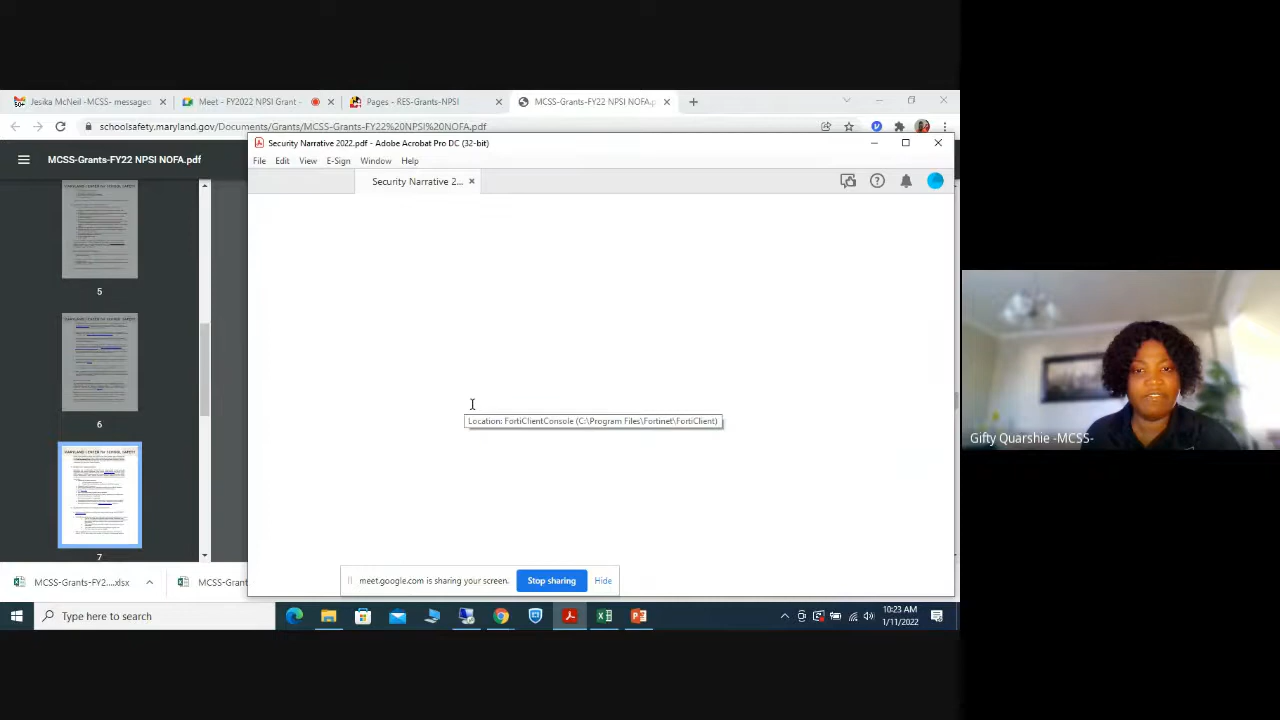 Jesika McNeil -MCSS- message
Meet - FY2022 NPSI Grant -
Pages - RES-Grants-NPSI
MCSS-Grants-FY22 NPSI NOFA.p
schoolsafety.maryland.gov/Documents/Grants/MCSS-Grants-FY22%20NPSI%20NOFA.pdf
Security Narrative 2022.pdf - Adobe Acrobat Pro DC (32-bit)
MCSS-Grants-FY22 NPSI NOFA.pdf
File Edit View E-Sign Window Help
Security Narrative 2...
5
Location: FortiClientConsole (C:\Program Files\Fortinet\FortiClient)
6
Gifty Quarshie -MCSS-
7
MCSS-Grants-FY2....xlsx
MCSS-Grant
meet.google.com is sharing your screen.
Stop sharing
Hide
Type here to search
10:23 AM
1/11/2022